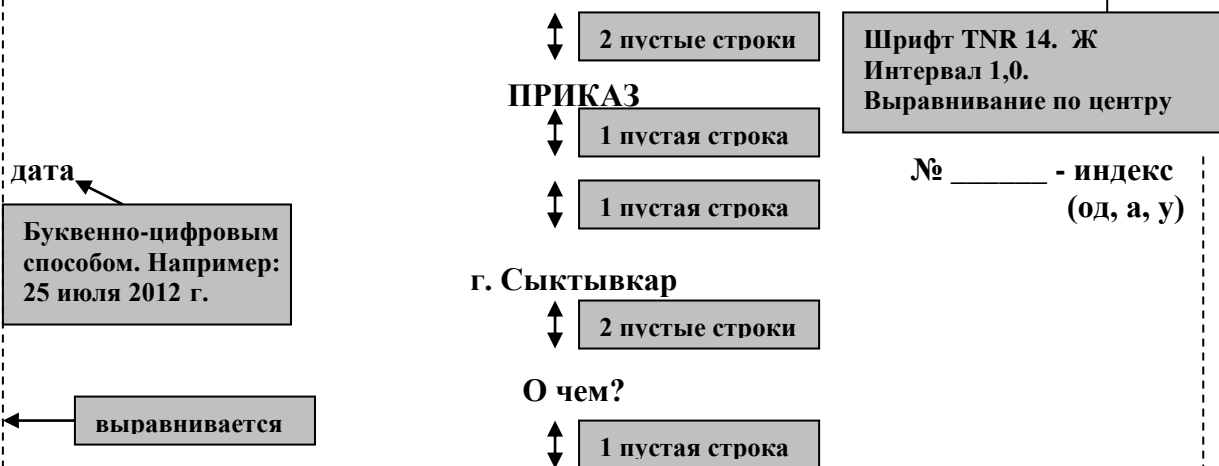 2 пустые строки
Шрифт TNR 14. Ж
Интервал 1,0.
Выравнивание по центру
ПРИКАЗ
1 пустая строка
дата
№ ______ - индекс
(од, а, у)
1 пустая строка
Буквенно-цифровым
способом. Например:
25 июля 2012 г.
г. Сыктывкар
2 пустые строки
О чем?
выравнивается
1 пустая строка